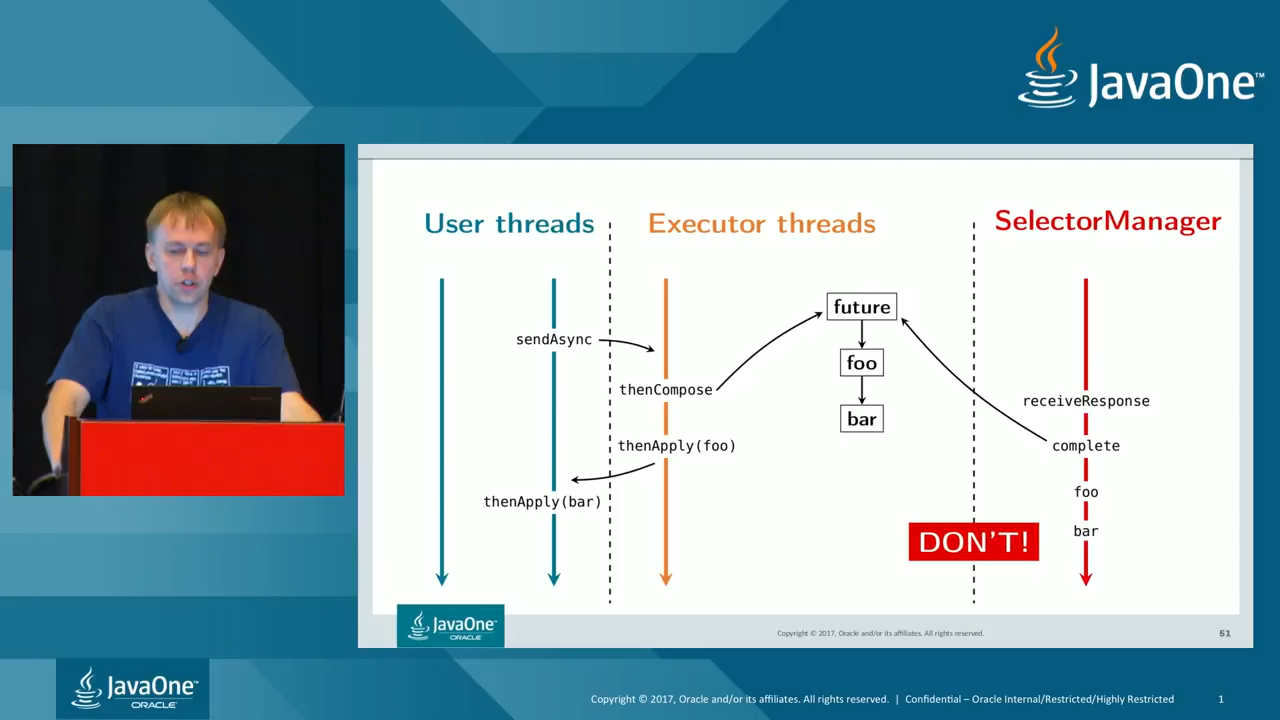 JavaOne™
User threads
Executor threads
SelectorManager
future
sendAsync
foo
thenCompose
receiveResponse
bar
thenApply(foo)
complete
foo
thenApply(bar)
bar
DON'T!
JavaOne™
ORACLE
Copyright © 2017, Oracle and/or its affiliates. All rights reserved.
51
JavaOne™
ORACLE
Copyright © 2017, Oracle and/or its affiliates. All rights reserved. | Confidential – Oracle Internal/Restricted/Highly Restricted
1